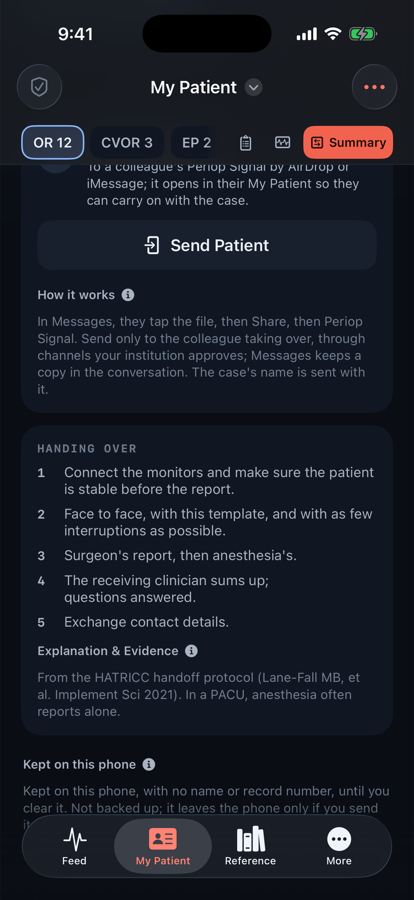 9:41
My Patient
OR 12
CVOR 3
EP 2
Summary
To a colleague's Periop Signal by AirDrop or
iMessage; it opens in their My Patient so they
can carry on with the case.
Send Patient
How it works
In Messages, they tap the file, then Share, then Periop
Signal. Send only to the colleague taking over, through
channels your institution approves; Messages keeps a
copy in the conversation. The case's name is sent with
it.
HANDING OVER
1 Connect the monitors and make sure the patient
is stable before the report.
2 Face to face, with this template, and with as few
interruptions as possible.
3 Surgeon's report, then anesthesia's.
4 The receiving clinician sums up;
questions answered.
5 Exchange contact details.
Explanation & Evidence
From the HATRICC handoff protocol (Lane-Fall MB, et
al. Implement Sci 2021). In a PACU, anesthesia often
reports alone.
Kept on this phone
Kept on this phone, with no name or record number, until you
clear it. Not backed up; it leaves the phone only if you send
Feed
My Patient
Reference
More